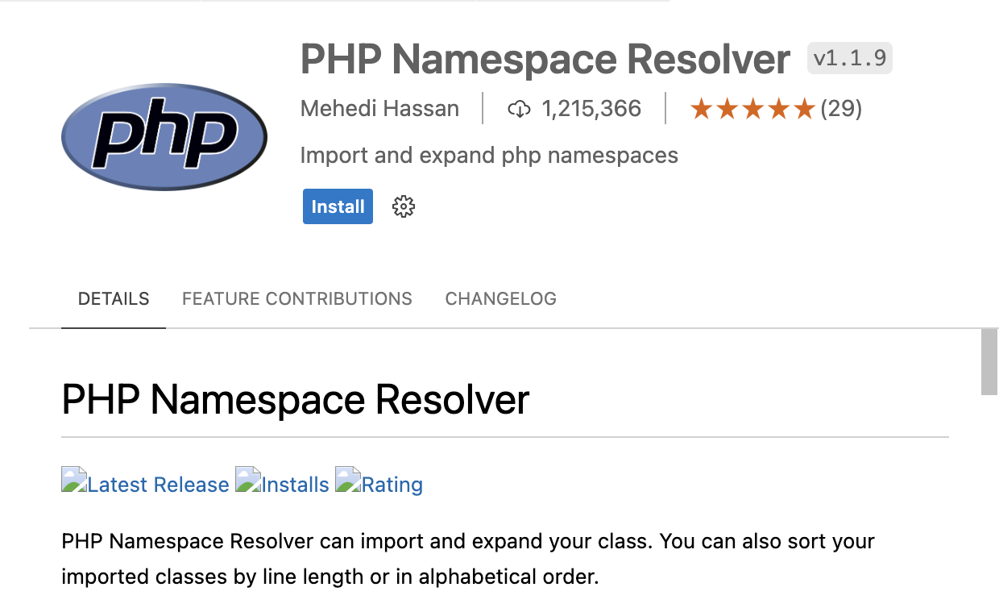 php
PHP Namespace Resolver v1.1.9
Mehedi Hassan 1,215,366 (29)
Import and expand php namespaces
Install
DETAILS FEATURE CONTRIBUTIONS CHANGELOG
PHP Namespace Resolver
Latest Release Installs Rating
PHP Namespace Resolver can import and expand your class. You can also sort your
imported classes by line length or in alphabetical order.